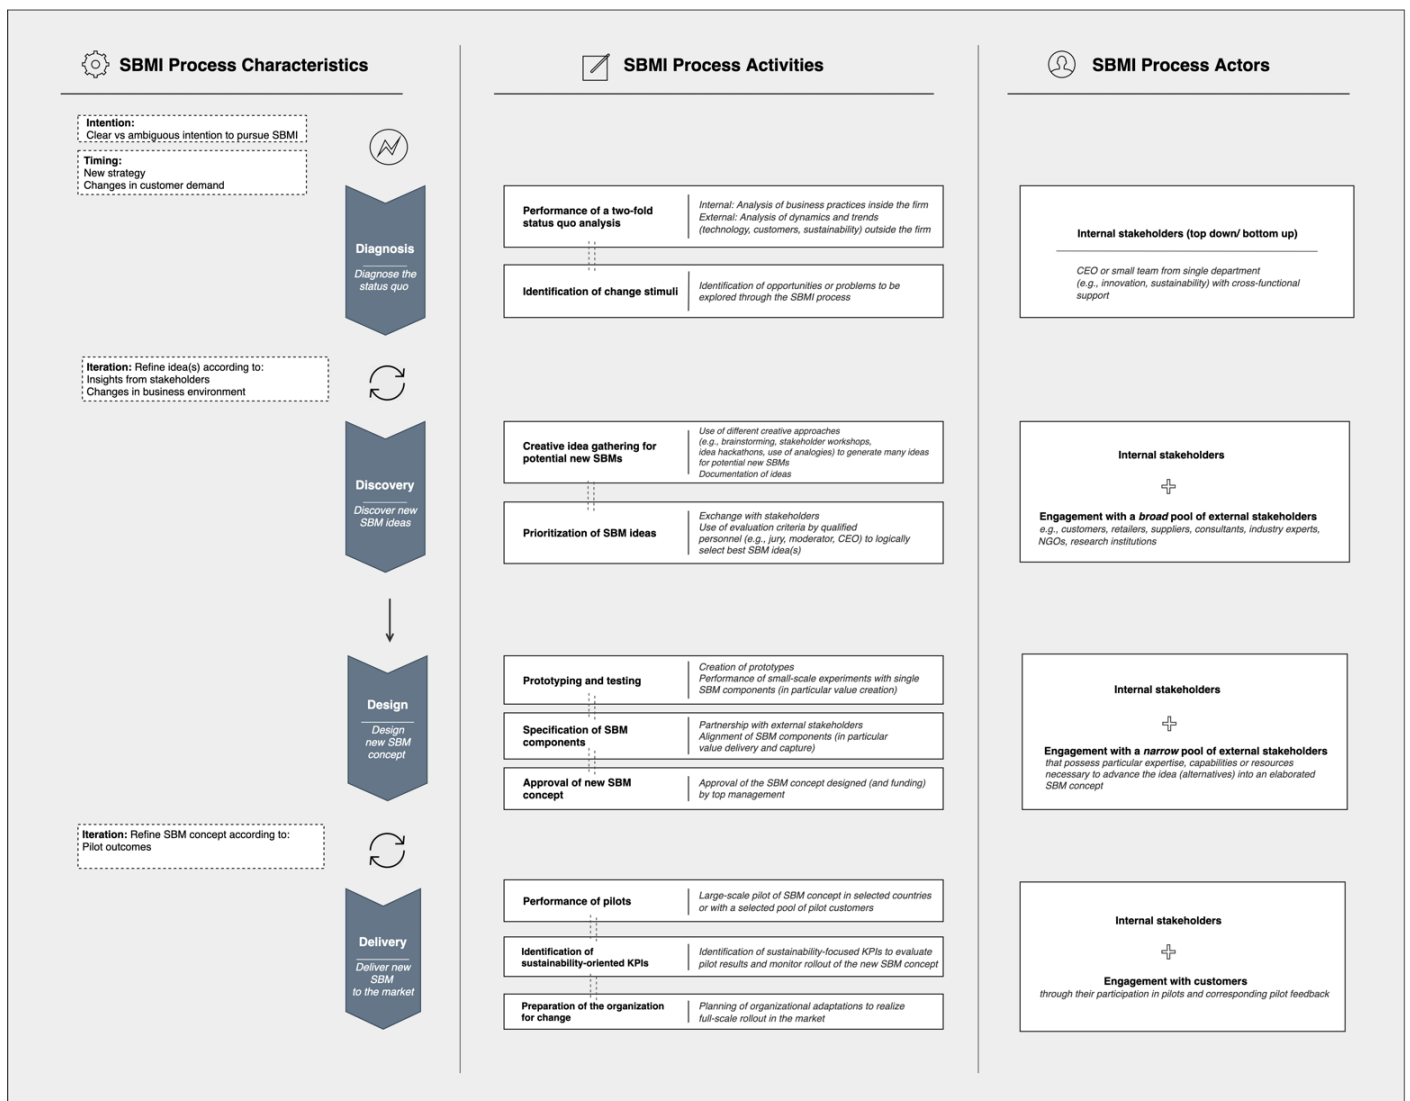 SBMI Process Characteristics
Intention:
Clear vs ambiguous intention to pursue SBMI
Timing:
New strategy
Changes in customer demand
Diagnosis
Diagnose the
status quo
Iteration: Refine idea(s) according to:
Insights from stakeholders
Changes in business environment
Discovery
Discover new
SBM ideas
Design
Design
new SBM
concept
Iteration: Refine SBM concept according to:
Pilot outcomes
Delivery
Deliver new
SBM
to the market
SBMI Process Activities
Performance of a two-fold
status quo analysis
Internal: Analysis of business practices inside the firm
External: Analysis of dynamics and trends
(technology, customers, sustainability) outside the firm
Identification of change stimuli
Identification of opportunities or problems to be
explored through the SBMI process
Creative idea gathering for
potential new SBMs
Use of different creative approaches
(e.g., brainstorming, stakeholder workshops,
idea hackathons, use of analogies) to generate many ideas
for potential new SBMs
Documentation of ideas
Prioritization of SBM ideas
Exchange with stakeholders
Use of evaluation criteria by qualified
personnel (e.g., jury, moderator, CEO) to logically
select best SBM idea(s)
Prototyping and testing
Creation of prototypes
Performance of small-scale experiments with single
SBM components (in particular value creation)
Specification of SBM
components
Partnership with external stakeholders
Alignment of SBM components (in particular
value delivery and capture)
Approval of new SBM
concept
Approval of the SBM concept designed (and funding)
by top management
Performance of pilots
Large-scale pilot of SBM concept in selected countries
or with a selected pool of pilot customers
Identification of
sustainability-oriented KPIs
Identification of sustainability-focused KPIs to evaluate
pilot results and monitor rollout of the new SBM concept
Preparation of the organization
for change
Planning of organizational adaptations to realize
full-scale rollout in the market
SBMI Process Actors
Internal stakeholders (top down/ bottom up)
CEO or small team from single department
(e.g., innovation, sustainability) with cross-functional
support
Internal stakeholders
Engagement with a broad pool of external stakeholders
e.g., customers, retailers, suppliers, consultants, industry experts,
NGOs, research institutions
Internal stakeholders
Engagement with a narrow pool of external stakeholders
that possess particular expertise, capabilities or resources
necessary to advance the idea (alternatives) into an elaborated
SBM concept
Internal stakeholders
Engagement with customers
through their participation in pilots and corresponding pilot feedback